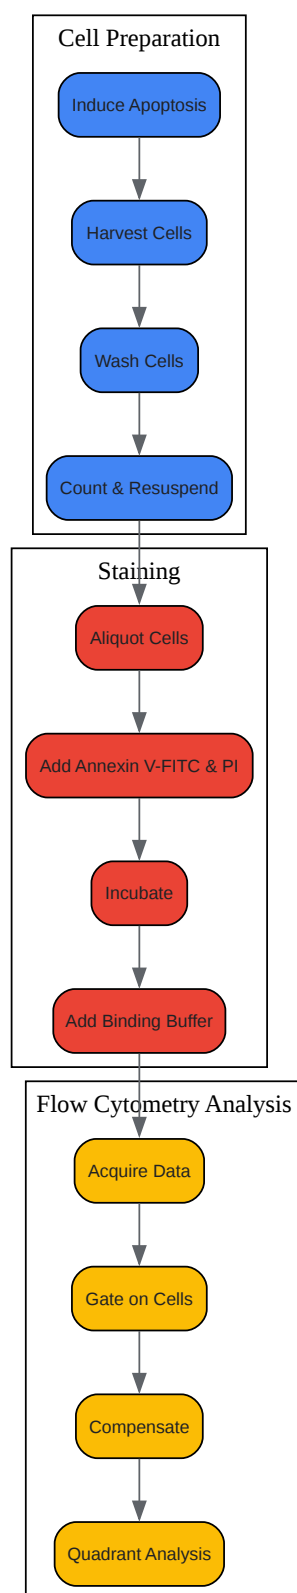 Cell Preparation
Induce Apoptosis
Harvest Cells
Wash Cells
Count & Resuspend
Staining
Aliquot Cells
Add Annexin V-FITC & PI
Incubate
Add Binding Buffer
Flow Cytometry Analysis
Acquire Data
Gate on Cells
Compensate
Quadrant Analysis